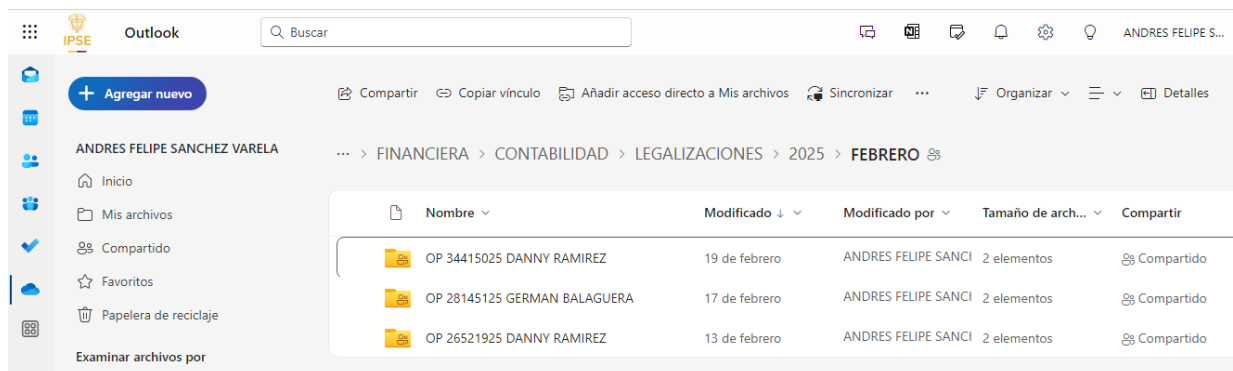 IPSE Outlook Buscar ANDRES FELIPE S...
Agregar nuevo Compartir Copiar vínculo Añadir acceso directo a Mis archivos Sincronizar ... Organizar Detalles
ANDRES FELIPE SANCHEZ VARELA
Inicio
Mis archivos
Compartido
Favoritos
Papelera de reciclaje
Examinar archivos por
... > FINANCIERA > CONTABILIDAD > LEGALIZACIONES > 2025 > FEBRERO
Nombre Modificado ↓ Modificado por Tamaño de arch... Compartir
OP 34415025 DANNY RAMIREZ 19 de febrero ANDRES FELIPE SANCH 2 elementos Compartido
OP 28145125 GERMAN BALAGUERA 17 de febrero ANDRES FELIPE SANCH 2 elementos Compartido
OP 26521925 DANNY RAMIREZ 13 de febrero ANDRES FELIPE SANCH 2 elementos Compartido